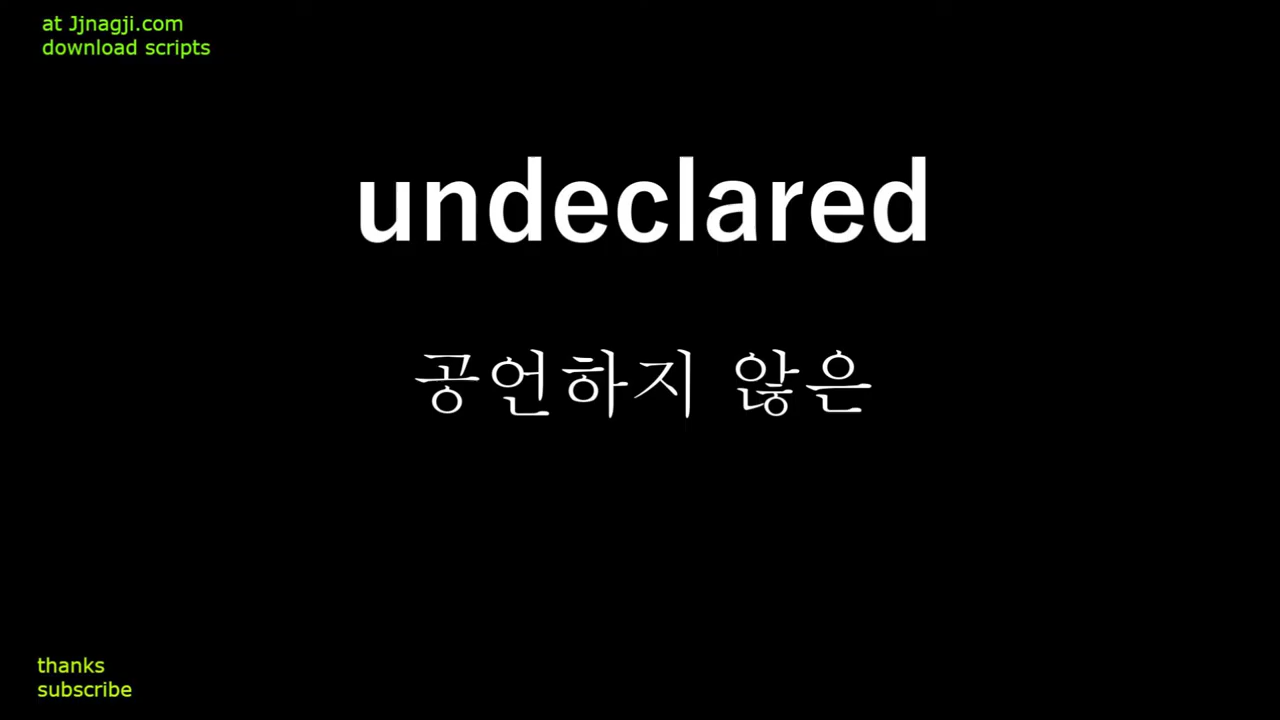 at Jjnagji.com
download scripts
undeclared
공언하지 않은
thanks
subscribe